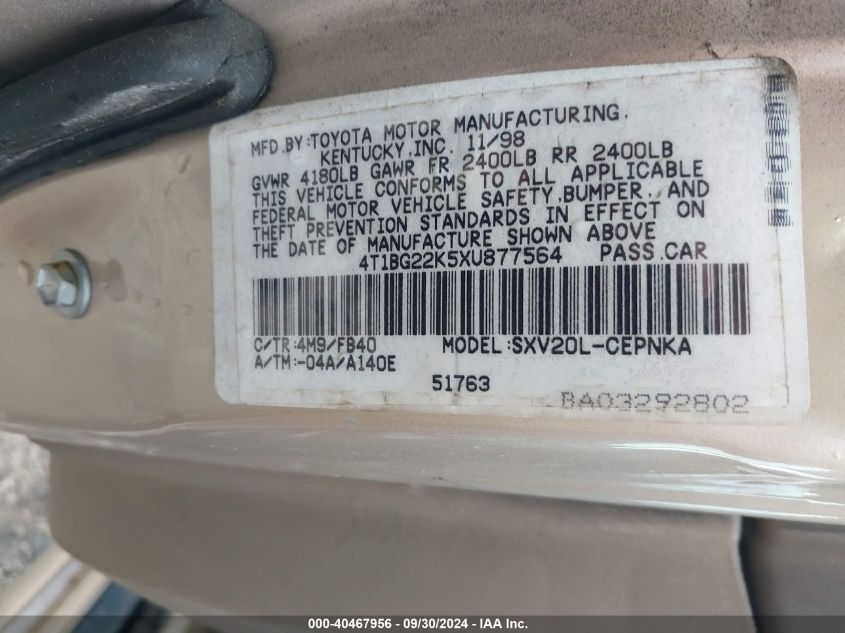 MFD.BY:TOYOTA MOTOR MANUFACTURING,
KENTUCKY,INC. 11/98
GVWR 4180LB GAWR FR 2400LB RR 2400LB
THIS VEHICLE CONFORMS TO ALL APPLICABLE
FEDERAL MOTOR VEHICLE SAFETY,BUMPER, AND
THEFT PREVENTION STANDARDS IN EFFECT ON
THE DATE OF MANUFACTURE SHOWN ABOVE
4T1BG22K5XU877564 PASS.CAR
C/TR:4M9/FB40 MODEL:SXV20L-CEPNKA
A/TM:-04A/A140E
51763
BA03292802
000-40467956 - 09/30/2024 - IAA Inc.